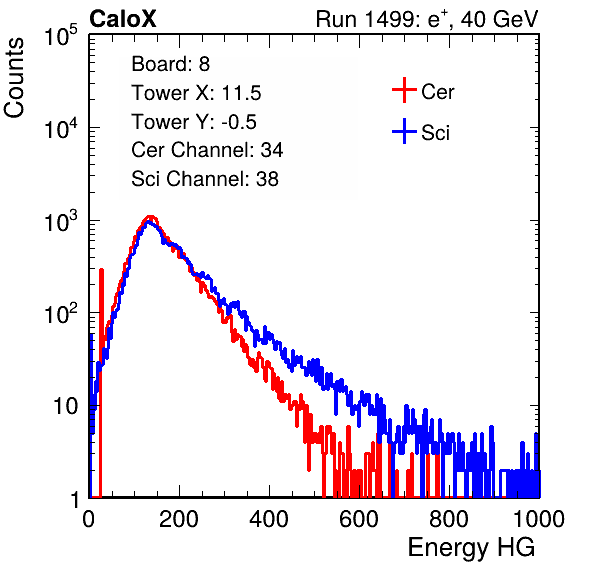 CaloX Run 1499: e⁺, 40 GeV
Counts
Board: 8
Tower X: 11.5
Tower Y: -0.5
Cer Channel: 34
Sci Channel: 38
Cer
Sci
10⁵
10⁴
10³
10²
10
1
0 200 400 600 800 1000
Energy HG